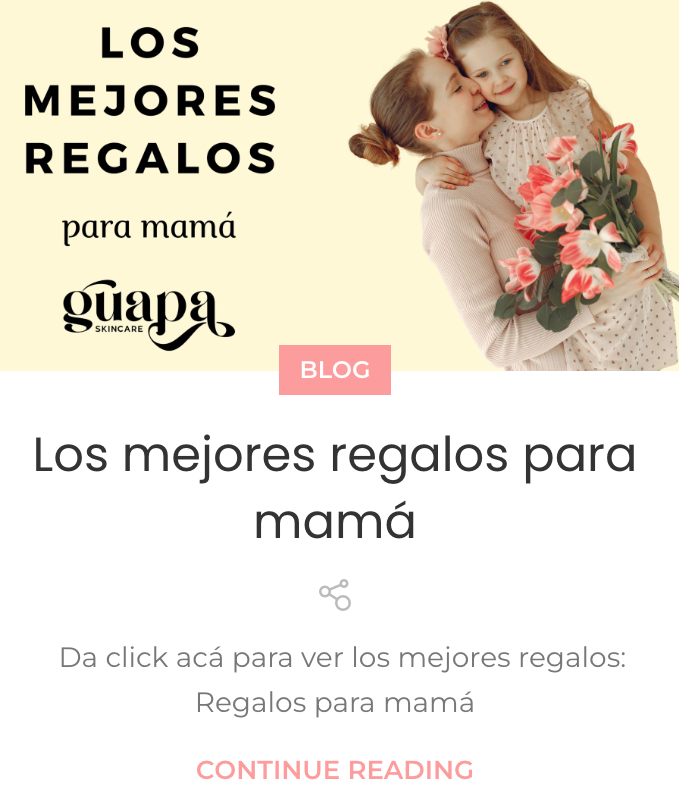 LOS
MEJORES
REGALOS
para mamá
guapa
SKINCARE
BLOG
Los mejores regalos para
mamá
Da click acá para ver los mejores regalos:
Regalos para mamá
CONTINUE READING